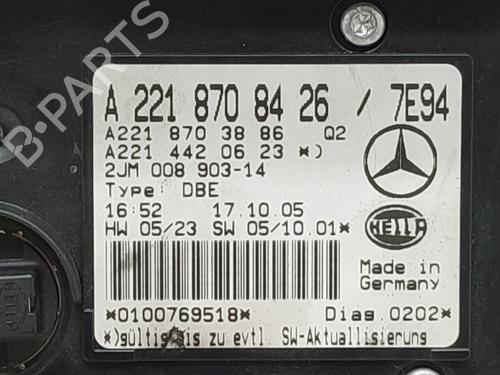 A 221 870 84 26 / 7E94
A221 870 38 86 Q2
A221 442 06 23 *)
2JM 008 903-14
Type: DBE
16:52 17.10.05
HW 05/23 SW 05/10.01*
HELLA
Made in
Germany
*0100769518* Diag.0202*
*)gültig bis zu evtl. SW-Aktuallisierung
B-Parts